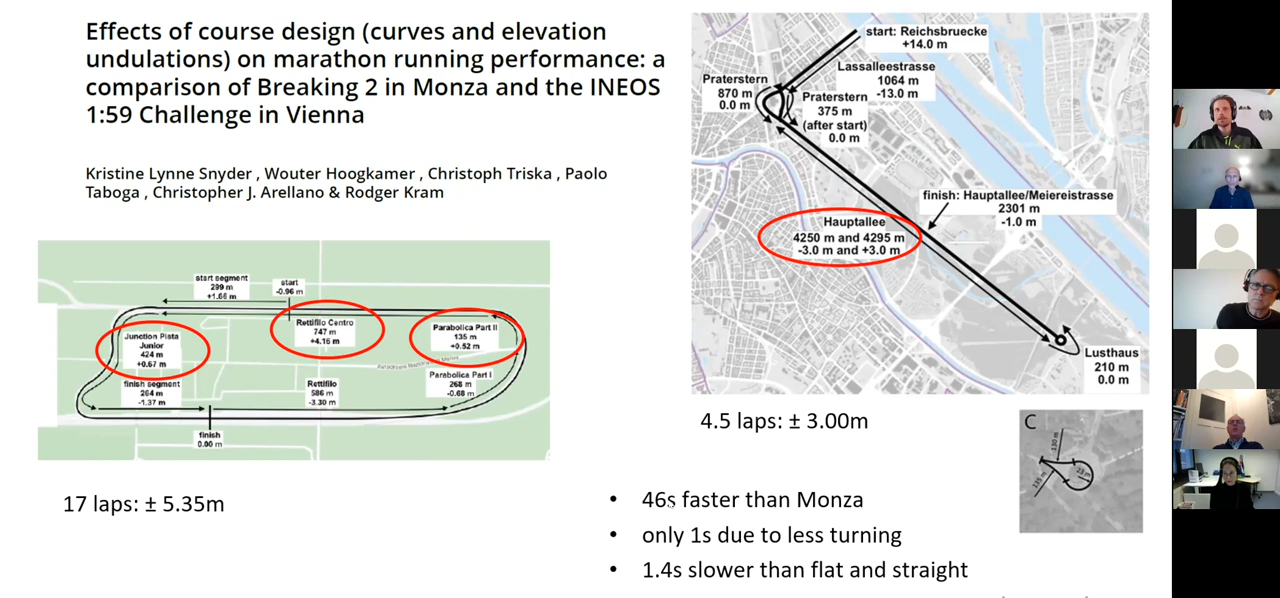 Effects of course design (curves and elevation
undulations) on marathon running performance: a
comparison of Breaking 2 in Monza and the INEOS
1:59 Challenge in Vienna
Kristine Lynne Snyder , Wouter Hoogkamer , Christoph Triska , Paolo
Taboga , Christopher J. Arellano & Rodger Kram
start segment
299 m
+1.66 m
start
-0.96 m
Rettifilo Centro
747 m
+4.16 m
Parabolica Part II
135 m
+0.52 m
Junction Pista
Junior
424 m
+0.67 m
finish segment
264 m
-1.37 m
Rettifilo
586 m
-3.30 m
Parabolica Part I
268 m
-0.68 m
finish
0.00 m
17 laps: ± 5.35m
start: Reichsbruecke
+14.0 m
Lassalleestrasse
1064 m
-13.0 m
Praterstern
870 m
0.0 m
Praterstern
375 m
(after start)
0.0 m
finish: Hauptallee/Meiereistrasse
2301 m
-1.0 m
Hauptallee
4250 m and 4295 m
-3.0 m and +3.0 m
Lusthaus
210 m
0.0 m
4.5 laps: ± 3.00m
C
• 46s faster than Monza
• only 1s due to less turning
• 1.4s slower than flat and straight